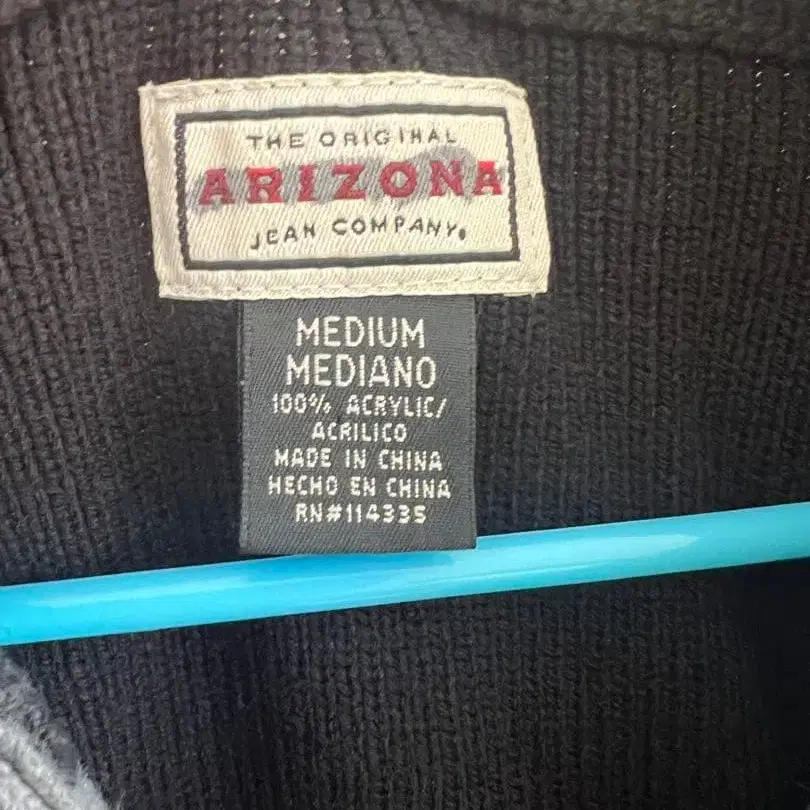 THE ORIGINAL
ARIZONA
JEAN COMPANY.
MEDIUM
MEDIANO
100% ACRYLIC/
ACRILICO
MADE IN CHINA
HECHO EN CHINA
RN#114335